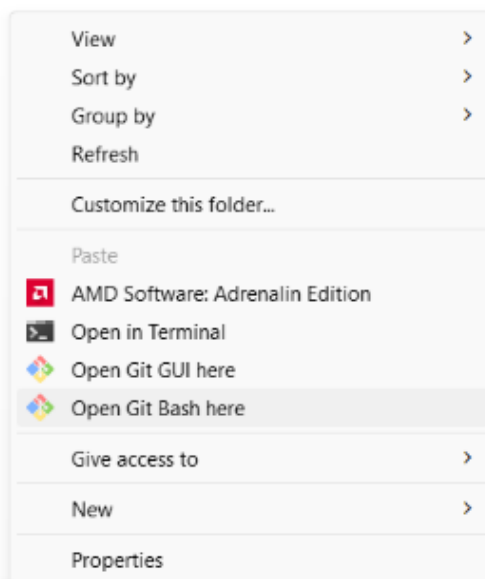 View
Sort by
Group by
Refresh
Customize this folder...
Paste
AMD Software: Adrenalin Edition
Open in Terminal
Open Git GUI here
Open Git Bash here
Give access to
New
Properties